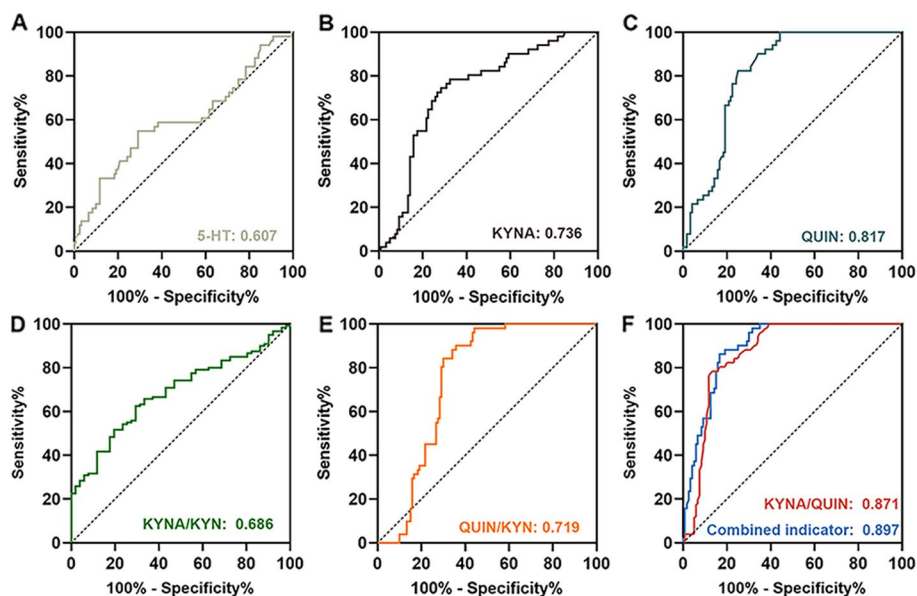 A
Sensitivity%
100
80
60
40
20
0
5-HT: 0.607
0 20 40 60 80 100
100% - Specificity%
B
Sensitivity%
100
80
60
40
20
0
KYNA: 0.736
0 20 40 60 80 100
100% - Specificity%
C
Sensitivity%
100
80
60
40
20
0
QUIN: 0.817
0 20 40 60 80 100
100% - Specificity%
D
Sensitivity%
100
80
60
40
20
0
KYNA/KYN: 0.686
0 20 40 60 80 100
100% - Specificity%
E
Sensitivity%
100
80
60
40
20
0
QUIN/KYN: 0.719
0 20 40 60 80 100
100% - Specificity%
F
Sensitivity%
100
80
60
40
20
0
KYNA/QUIN: 0.871
Combined indicator: 0.897
0 20 40 60 80 100
100% - Specificity%